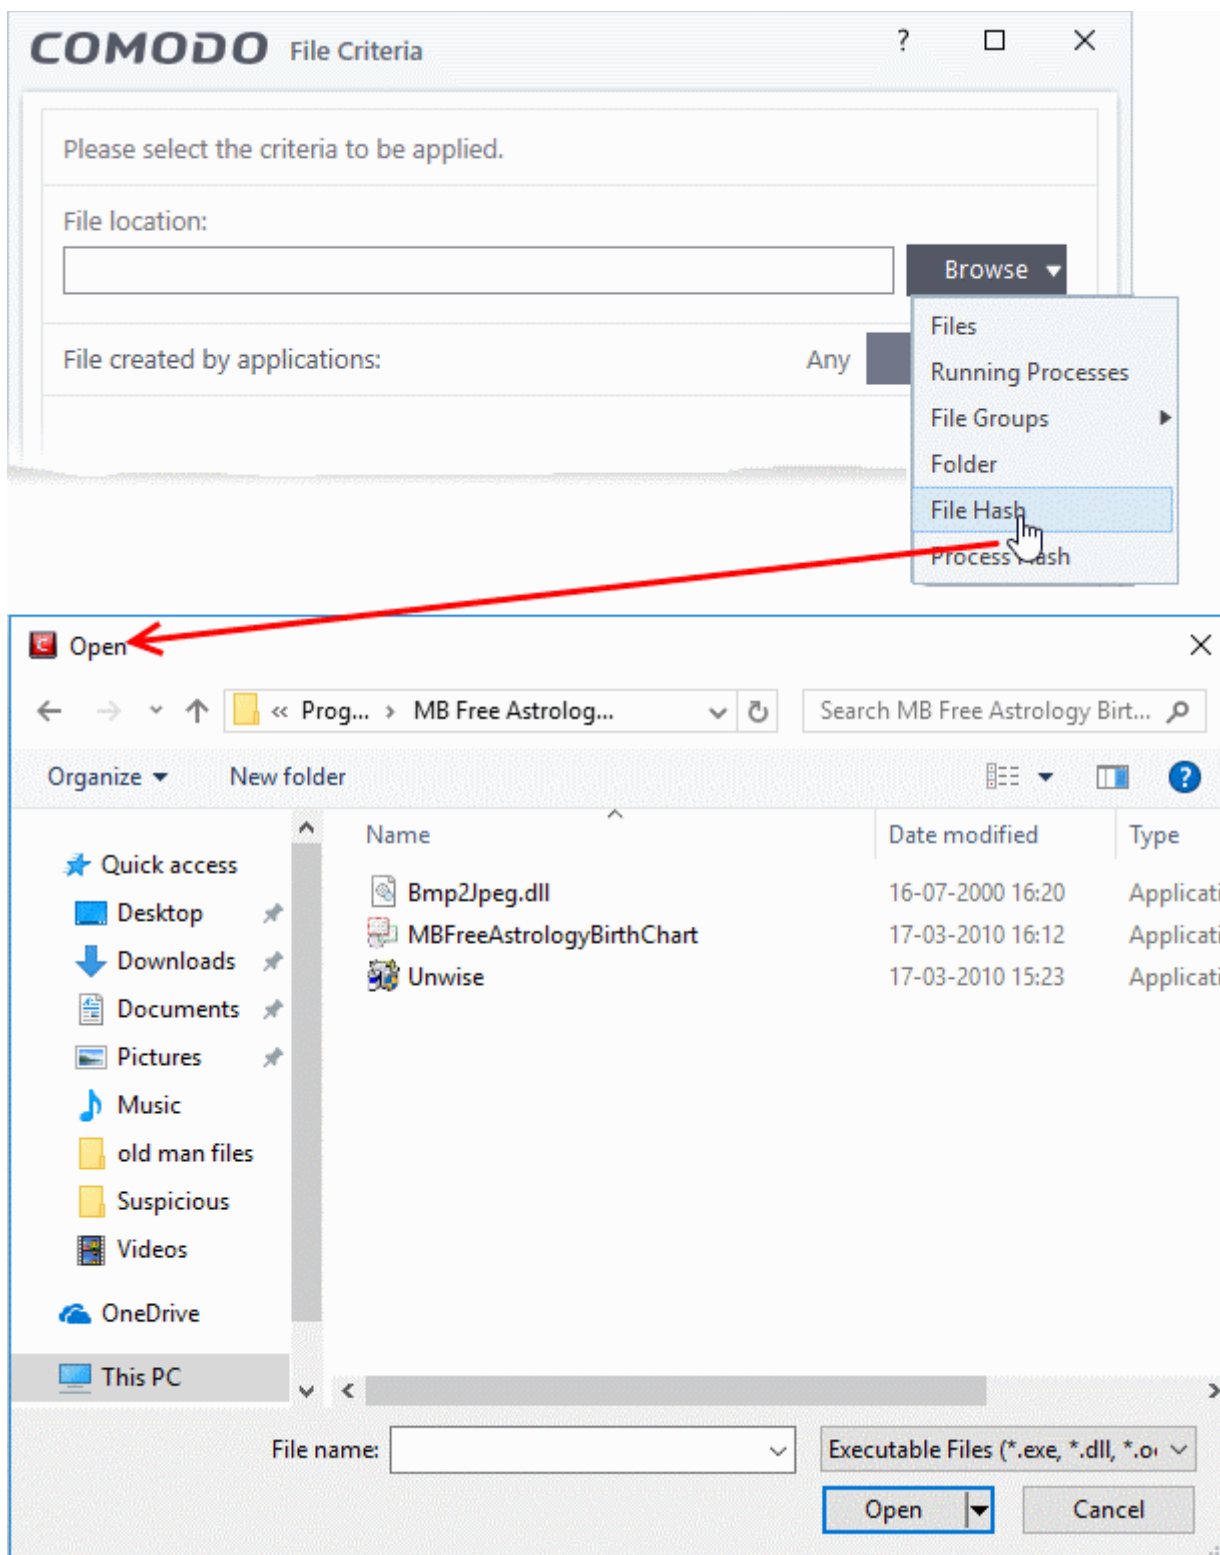 COMODO File Criteria ?
Please select the criteria to be applied.
File location:
Browse
Files
File created by applications: Any
Running Processes
File Groups
Folder
File Hash
Process Hash
Open
« Prog... › MB Free Astrolog...
Search MB Free Astrology Birt...
Organize New folder ?
Name Date modified Type
Quick access
Desktop
Downloads
Documents
Pictures
Music
old man files
Suspicious
Videos
OneDrive
This PC
Bmp2Jpeg.dll 16-07-2000 16:20 Applicati
MBFreeAstrologyBirthChart 17-03-2010 16:12 Applicati
Unwise 17-03-2010 15:23 Applicati
File name:
Executable Files (*.exe, *.dll, *.o
Open Cancel